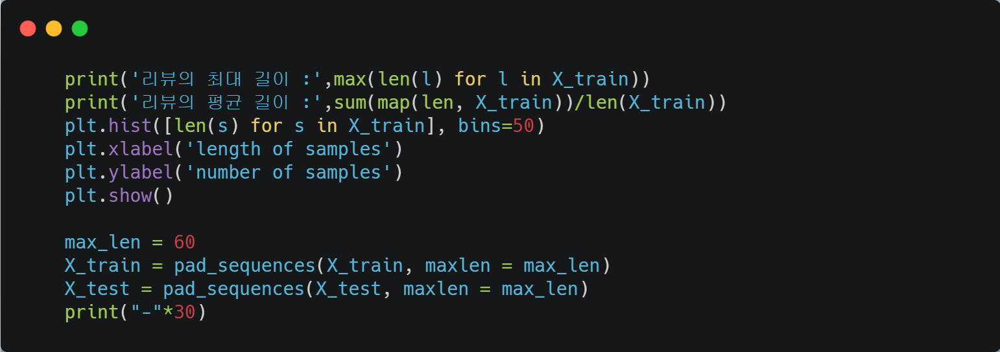 print('리뷰의 최대 길이 :',max(len(l) for l in X_train))
print('리뷰의 평균 길이 :',sum(map(len, X_train))/len(X_train))
plt.hist([len(s) for s in X_train], bins=50)
plt.xlabel('length of samples')
plt.ylabel('number of samples')
plt.show()
max_len = 60
X_train = pad_sequences(X_train, maxlen = max_len)
X_test = pad_sequences(X_test, maxlen = max_len)
print("-"*30)